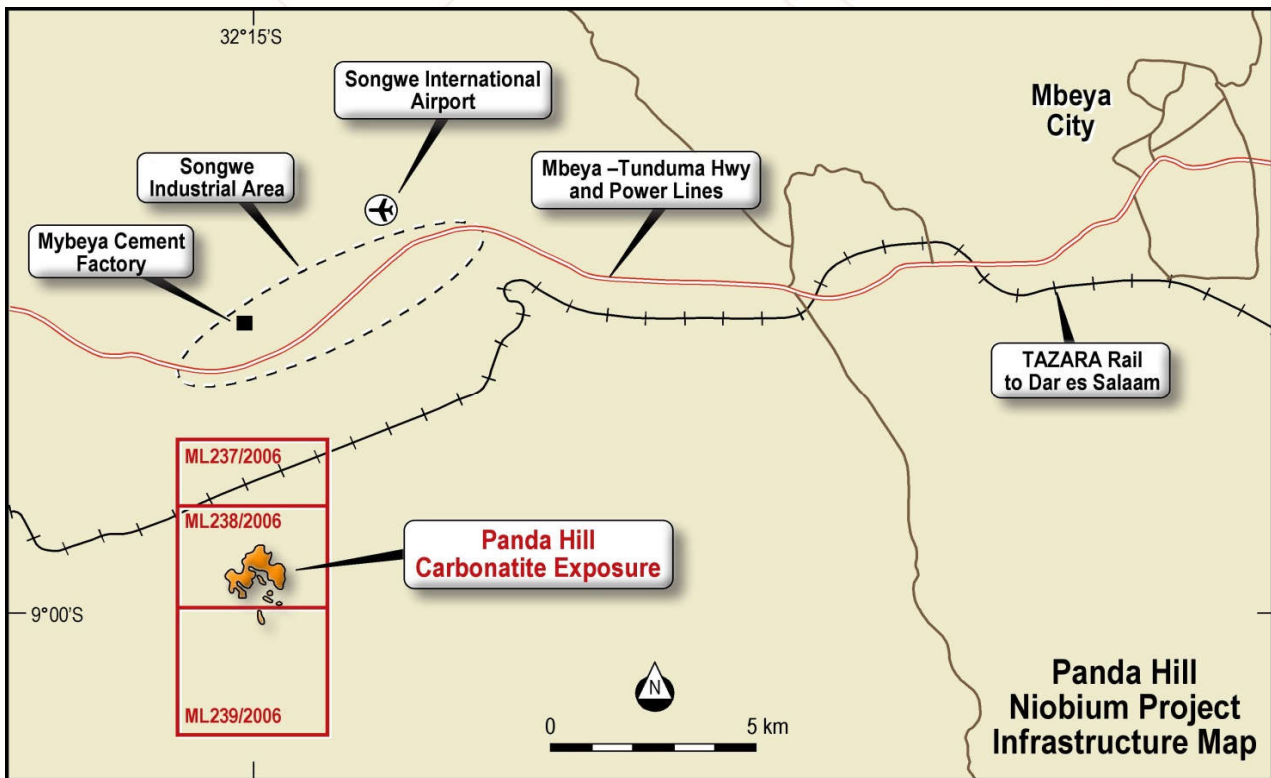 32°15'S
Songwe International
Airport
Mbeya
City
Songwe
Industrial Area
Mbeya –Tunduma Hwy
and Power Lines
Mybeya Cement
Factory
TAZARA Rail
to Dar es Salaam
ML237/2006
ML238/2006
Panda Hill
Carbonatite Exposure
9°00'S
ML239/2006
N
0 5 km
Panda Hill
Niobium Project
Infrastructure Map